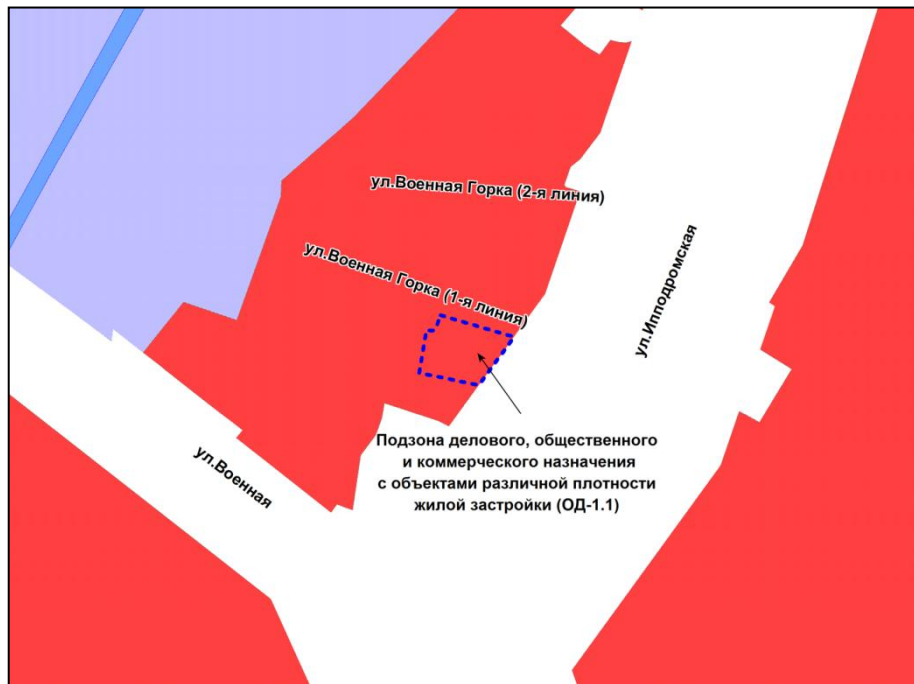 ул.Военная Горка (2-я линия)
ул.Военная Горка (1-я линия)
ул.Ипподромская
Подзона делового, общественного
и коммерческого назначения
с объектами различной плотности
жилой застройки (ОД-1.1)
ул.Военная